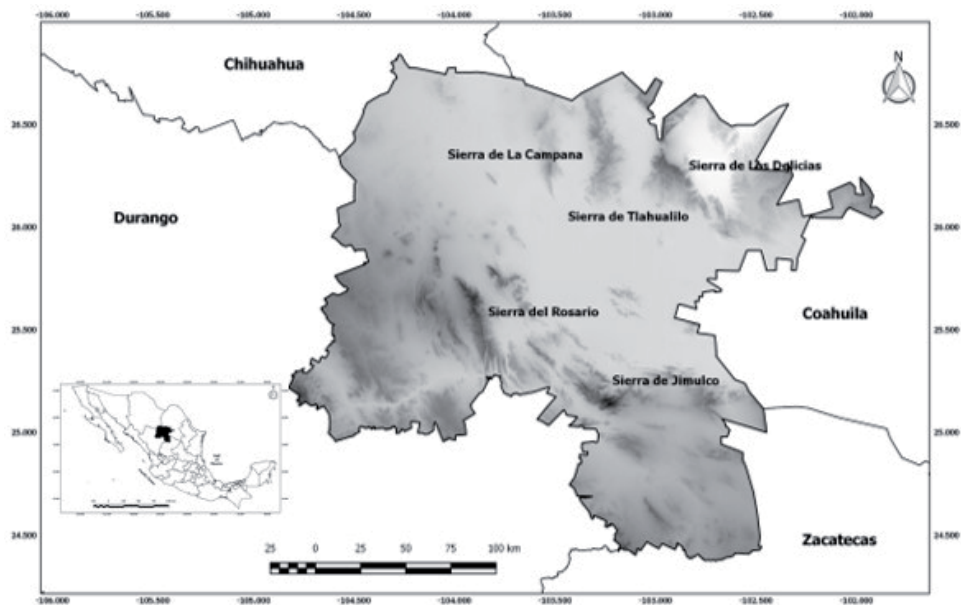 -106.000 -105.500 -105.000 -104.500 -104.000 -103.500 -103.000 -102.500 -102.000
N
Chihuahua
26.500 26.500
Sierra de La Campana
Sierra de Las Delicias
Durango
Sierra de Tlahualilo
26.000 26.000
Sierra del Rosario
Coahuila
25.500 25.500
Sierra de Jimulco
25.000 25.000
24.500 24.500
Zacatecas
25 0 25 50 75 100 km
-106.000 -105.500 -105.000 -104.500 -104.000 -103.500 -103.000 -102.500 -102.000